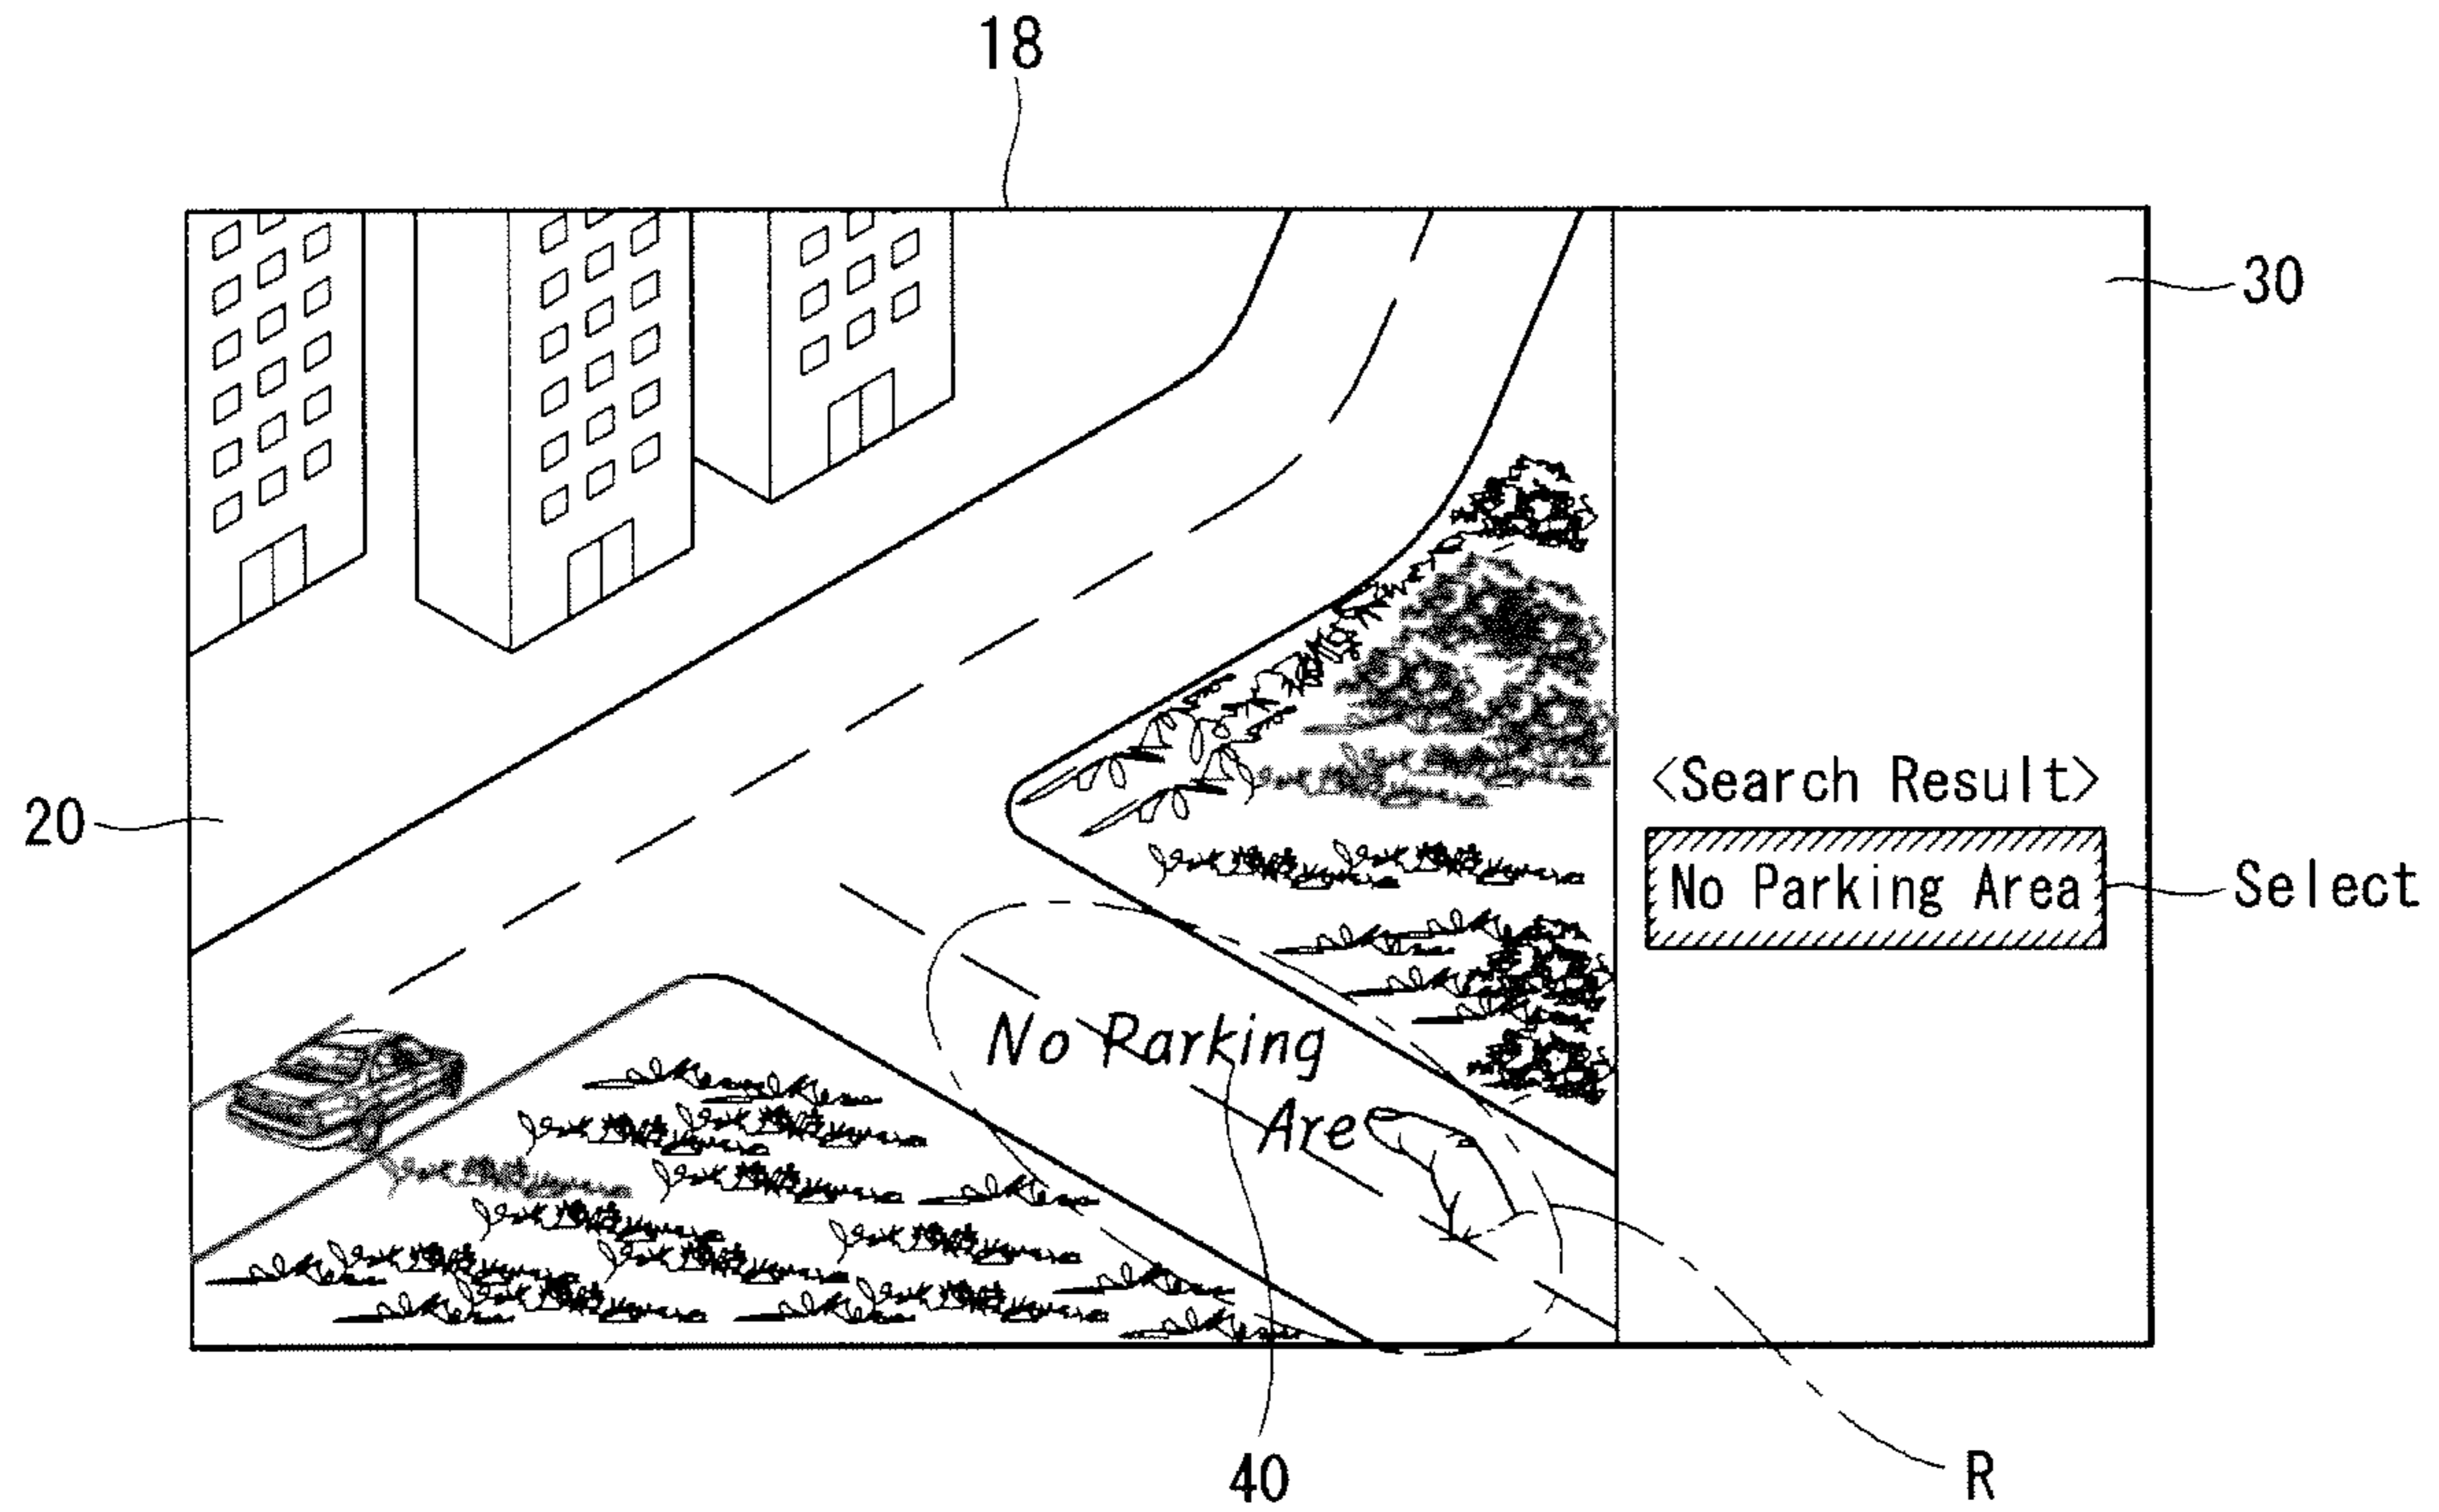 18
30
20
<Search Result>
No Parking Area
Select
No Parking
Are
40
R